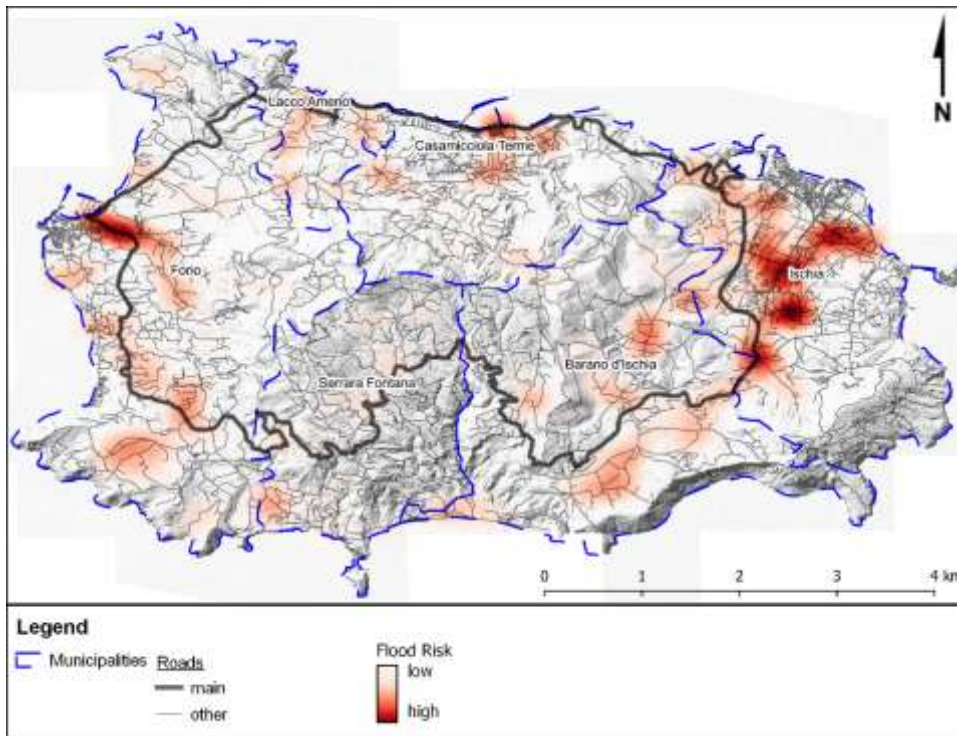 N
Lacco Ameno
Casamicciola Terme
Forio
Ischia
Barano d'Ischia
Serrara Fontana
0 1 2 3 4 km
Legend
Municipalities
Roads
main
other
Flood Risk
low
high